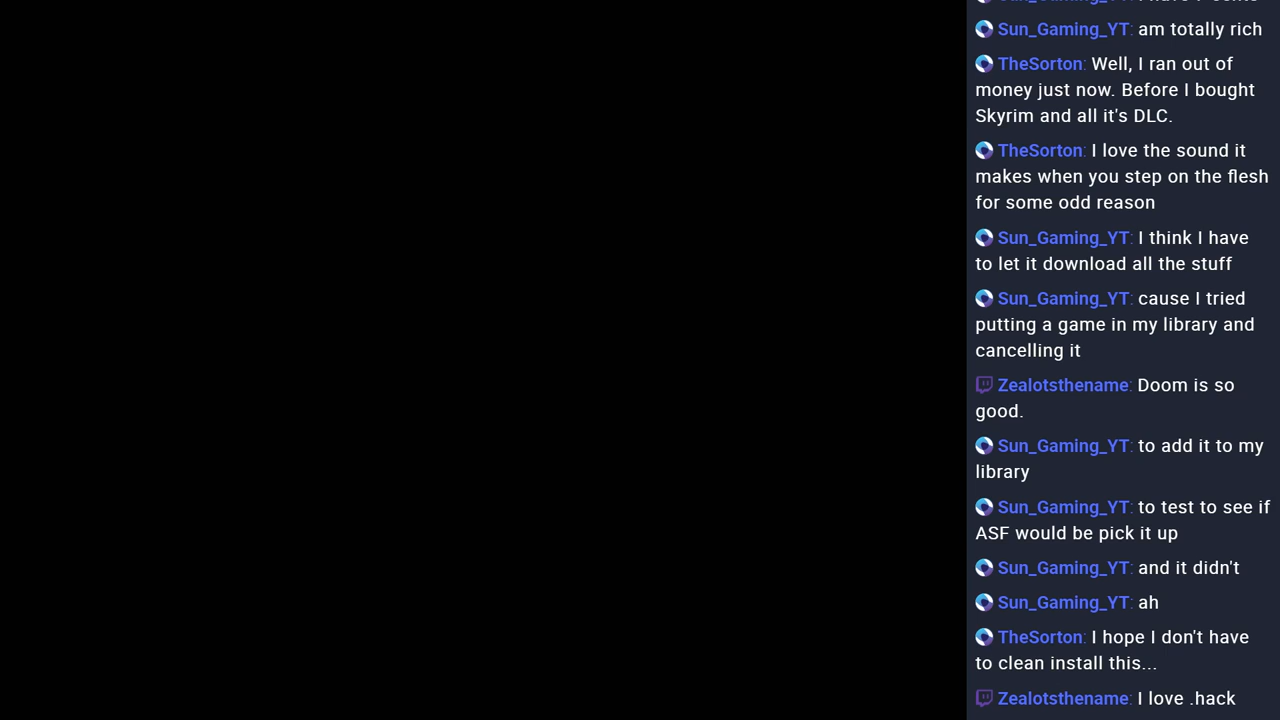 Sun_Gaming_YT: am totally rich
TheSorton: Well, I ran out of
money just now. Before I bought
Skyrim and all it's DLC.
TheSorton: I love the sound it
makes when you step on the flesh
for some odd reason
Sun_Gaming_YT: I think I have
to let it download all the stuff
Sun_Gaming_YT: cause I tried
putting a game in my library and
cancelling it
Zealotsthename: Doom is so
good.
Sun_Gaming_YT: to add it to my
library
Sun_Gaming_YT: to test to see if
ASF would be pick it up
Sun_Gaming_YT: and it didn't
Sun_Gaming_YT: ah
TheSorton: I hope I don't have
to clean install this...
Zealotsthename: I love .hack